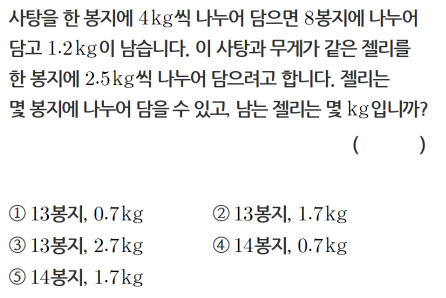 사탕을 한 봉지에 4kg씩 나누어 담으면 8봉지에 나누어
담고 1.2kg이 남습니다. 이 사탕과 무게가 같은 젤리를
한 봉지에 2.5kg씩 나누어 담으려고 합니다. 젤리는
몇 봉지에 나누어 담을 수 있고, 남는 젤리는 몇 kg입니까?
( )
① 13봉지, 0.7kg ② 13봉지, 1.7kg
③ 13봉지, 2.7kg ④ 14봉지, 0.7kg
⑤ 14봉지, 1.7kg